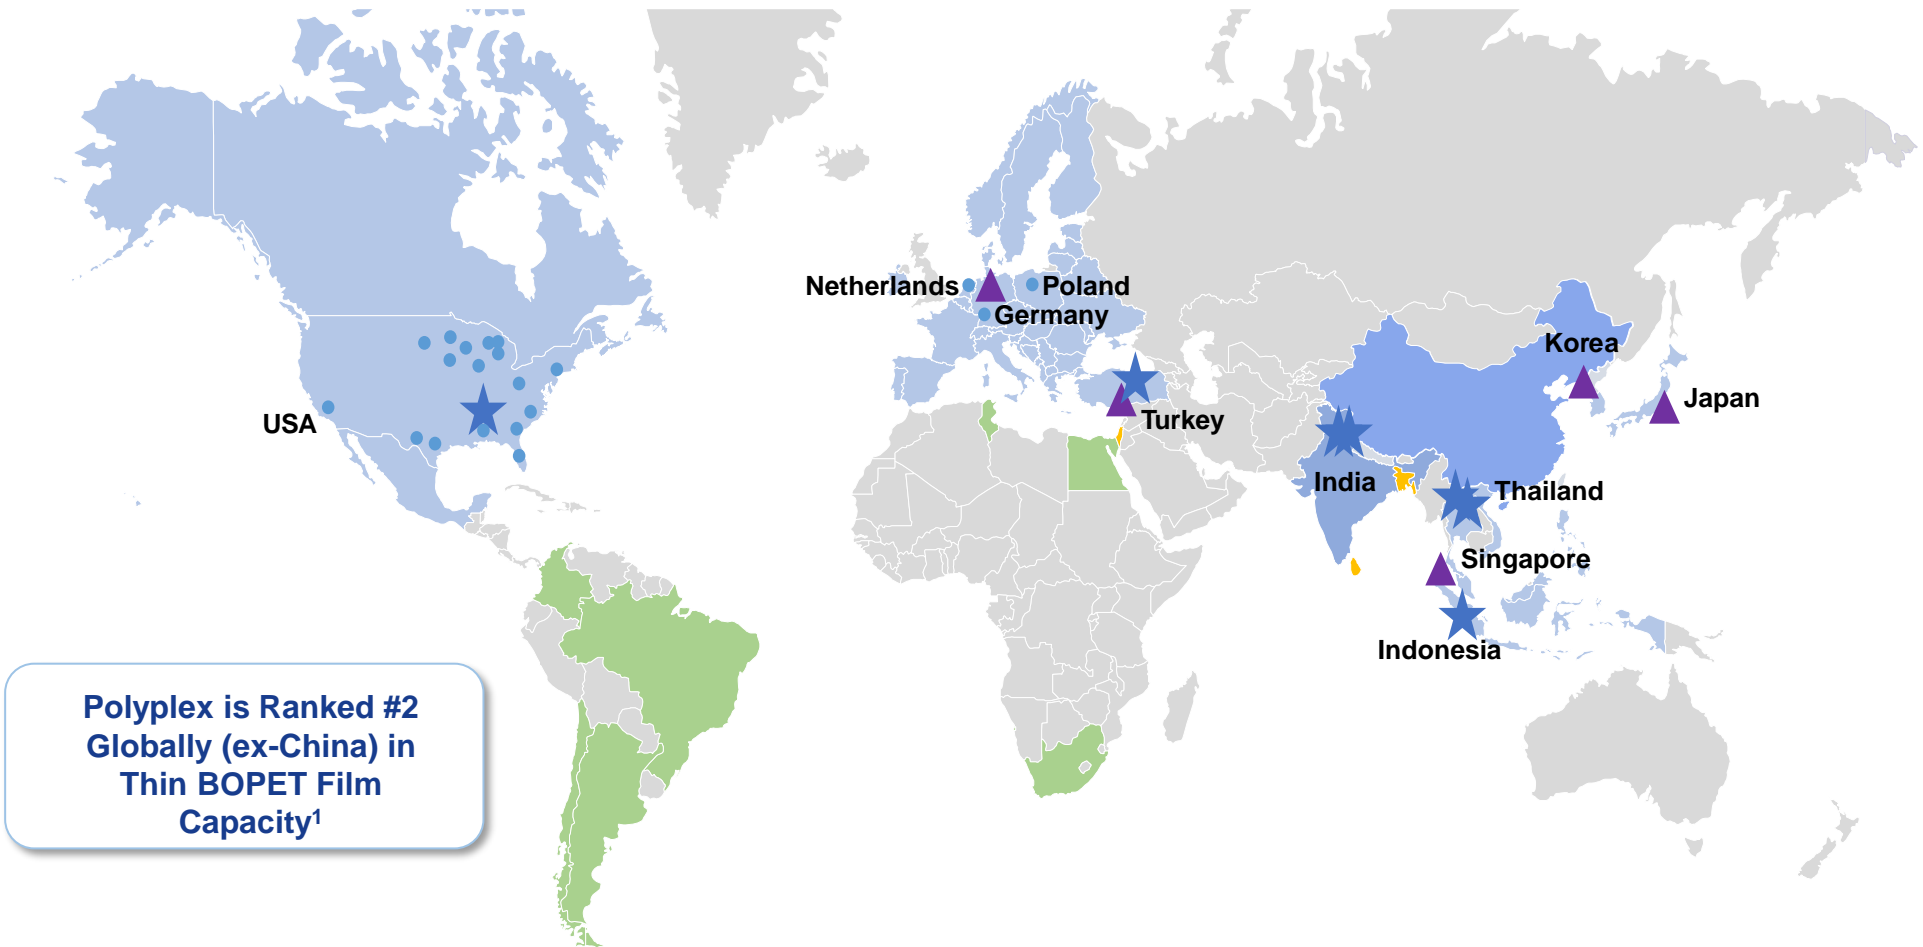 Netherlands
Poland
Germany
Korea
Japan
USA
Turkey
India
Thailand
Singapore
Indonesia
Polyplex is Ranked #2
Globally (ex-China) in
Thin BOPET Film
Capacity¹